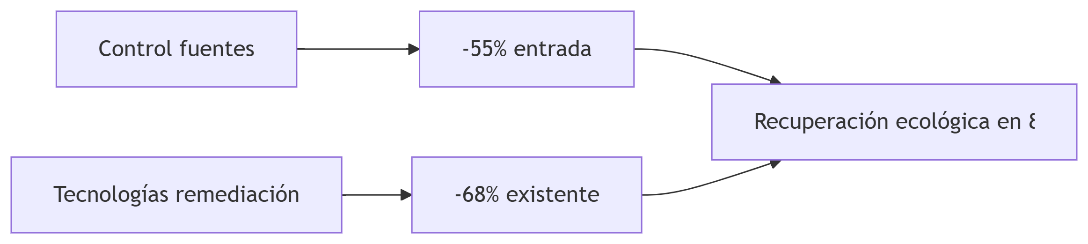 Control fuentes
-55% entrada
Recuperación ecológica en
Tecnologías remediación
-68% existente